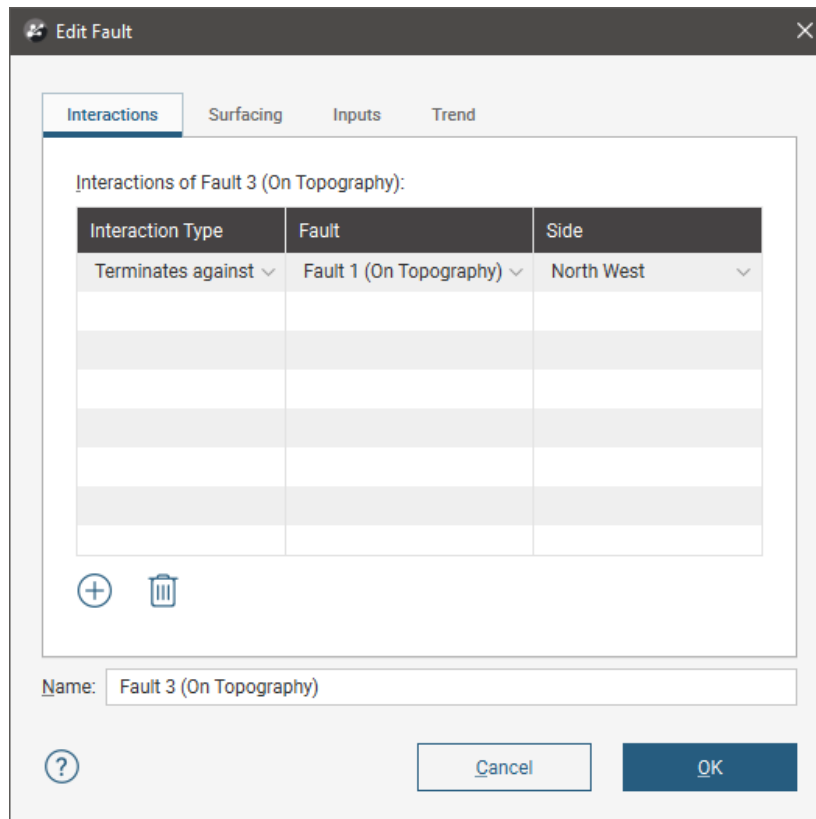 Edit Fault
Interactions Surfacing Inputs Trend
Interactions of Fault 3 (On Topography):
Interaction Type Fault Side
Terminates against Fault 1 (On Topography) North West
Name: Fault 3 (On Topography)
? Cancel OK